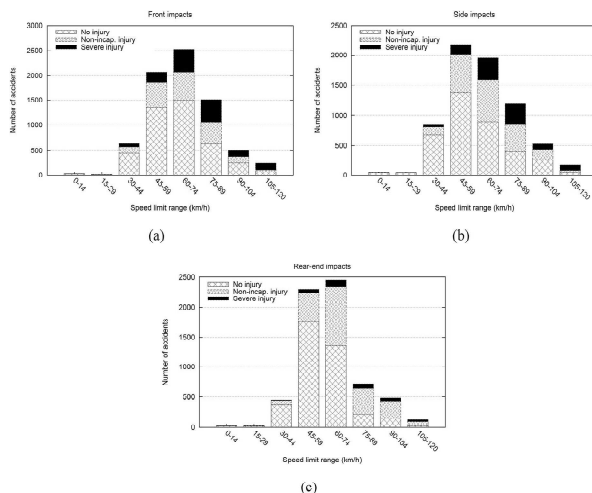 Front impacts
3000
2500
2000
1500
1000
500
0
Number of accidents
No injury
Non-incap. injury
Severe injury
0-14
15-29
30-44
45-59
60-74
75-89
90-104
105-120
Speed limit range (km/h)
(a)
Side impacts
2500
2000
1500
1000
500
0
Number of accidents
No injury
Non-incap. injury
Severe injury
0-14
15-29
30-44
45-59
60-74
75-89
90-104
105-120
Speed limit range (km/h)
(b)
Rear-end impacts
2500
2000
1500
1000
500
0
Number of accidents
No injury
Non-incap. injury
Severe injury
0-14
15-29
30-44
45-59
60-74
75-89
90-104
105-120
Speed limit range (km/h)
(c)